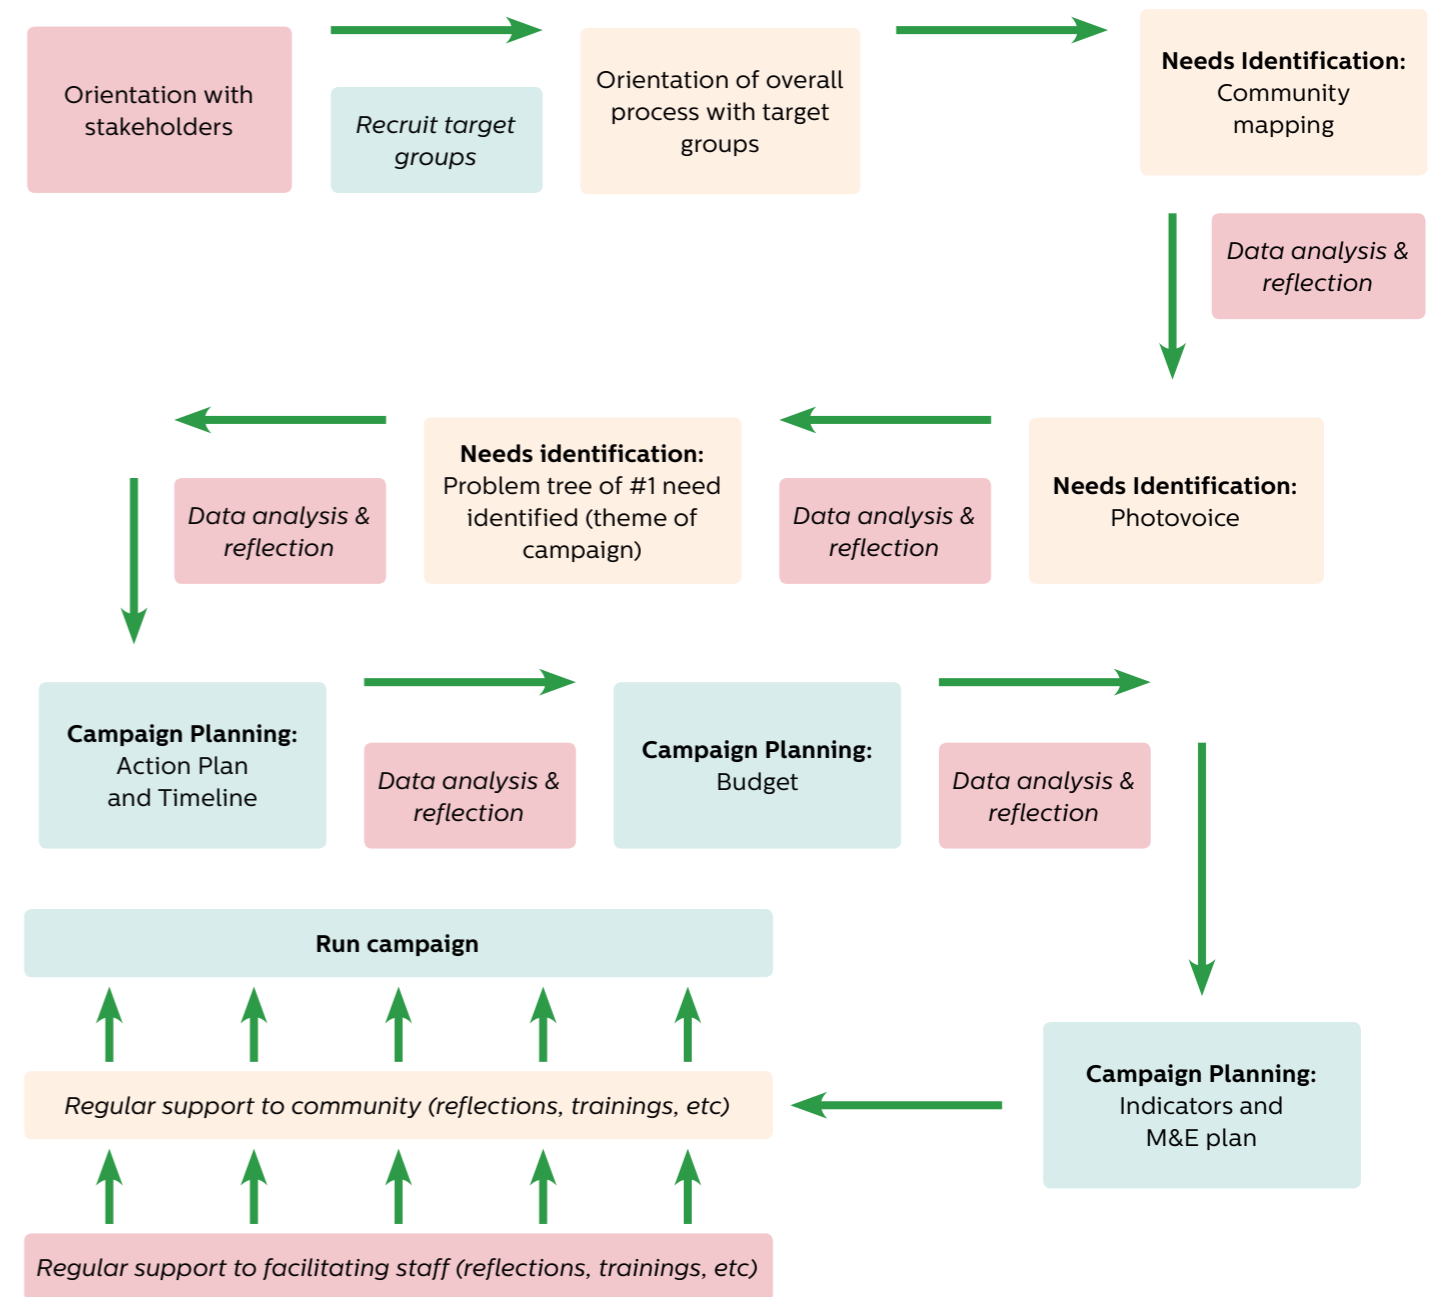 Orientation with
stakeholders
Recruit target
groups
Orientation of overall
process with target
groups
Needs Identification:
Community
mapping
Data analysis &
reflection
Needs Identification:
Photovoice
Data analysis &
reflection
Needs identification:
Problem tree of #1 need
identified (theme of
campaign)
Data analysis &
reflection
Campaign Planning:
Action Plan
and Timeline
Data analysis &
reflection
Campaign Planning:
Budget
Data analysis &
reflection
Campaign Planning:
Indicators and
M&E plan
Run campaign
Regular support to community (reflections, trainings, etc)
Regular support to facilitating staff (reflections, trainings, etc)